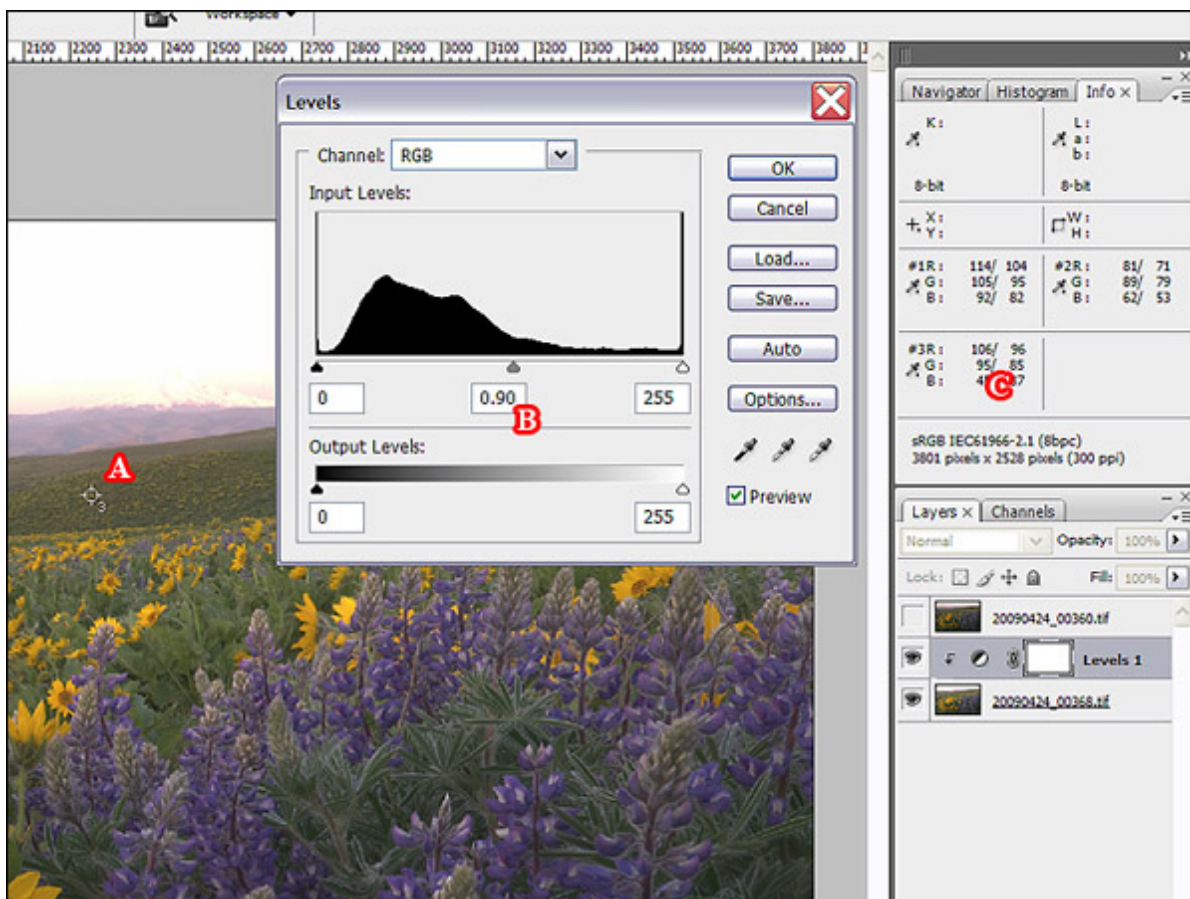 Workspace
2100 2200 2300 2400 2500 2600 2700 2800 2900 3000 3100 3200 3300 3400 3500 3600 3700 3800
Levels
Channel: RGB
Input Levels:
0 0.90 255
B
Output Levels:
0 255
OK
Cancel
Load...
Save...
Auto
Options...
Preview
A
3
Navigator Histogram Info
K: L:
a:
b:
8-bit 8-bit
X: W:
Y: H:
#1R: 114/ 104 #2R: 81/ 71
G: 105/ 95 G: 89/ 79
B: 92/ 82 B: 62/ 53
#3R: 106/ 96
G: 95/ 85
B:
C
sRGB IEC61966-2.1 (8bpc)
3801 pixels x 2528 pixels (300 ppi)
Layers Channels
Normal Opacity: 100%
Lock: Fill: 100%
20090424_00360.tif
Levels 1
20090424_00368.tif